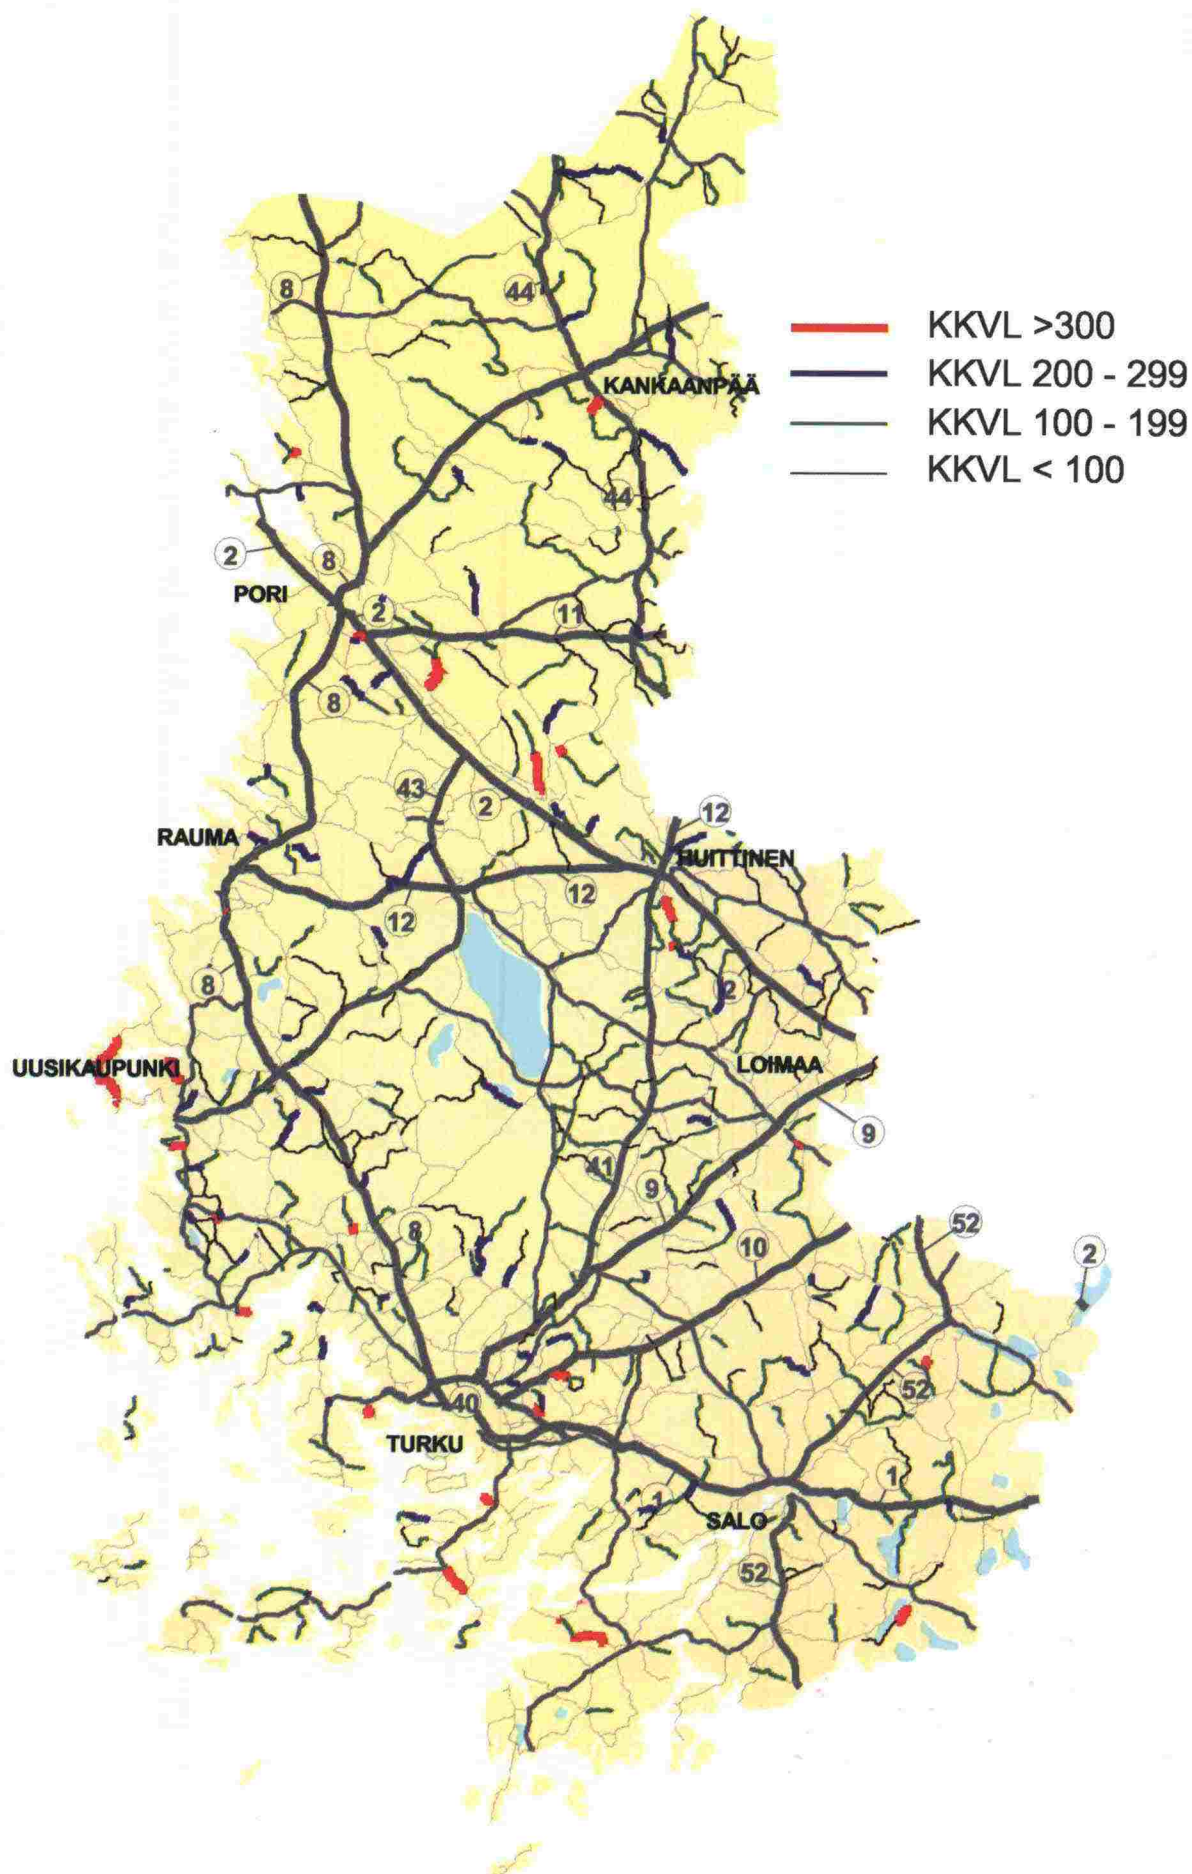 8
44
KKVL >300
KKVL 200 - 299
KANKAANPÄÄ
KKVL 100 - 199
KKVL < 100
44
2
8
PORI
2
11
8
43
2
12
RAUMA
HUITTINEN
12
12
8
2
UUSIKAUPUNKI
LOIMAA
9
41
9
8
10
52
2
52
40
TURKU
1
1
SALO
52